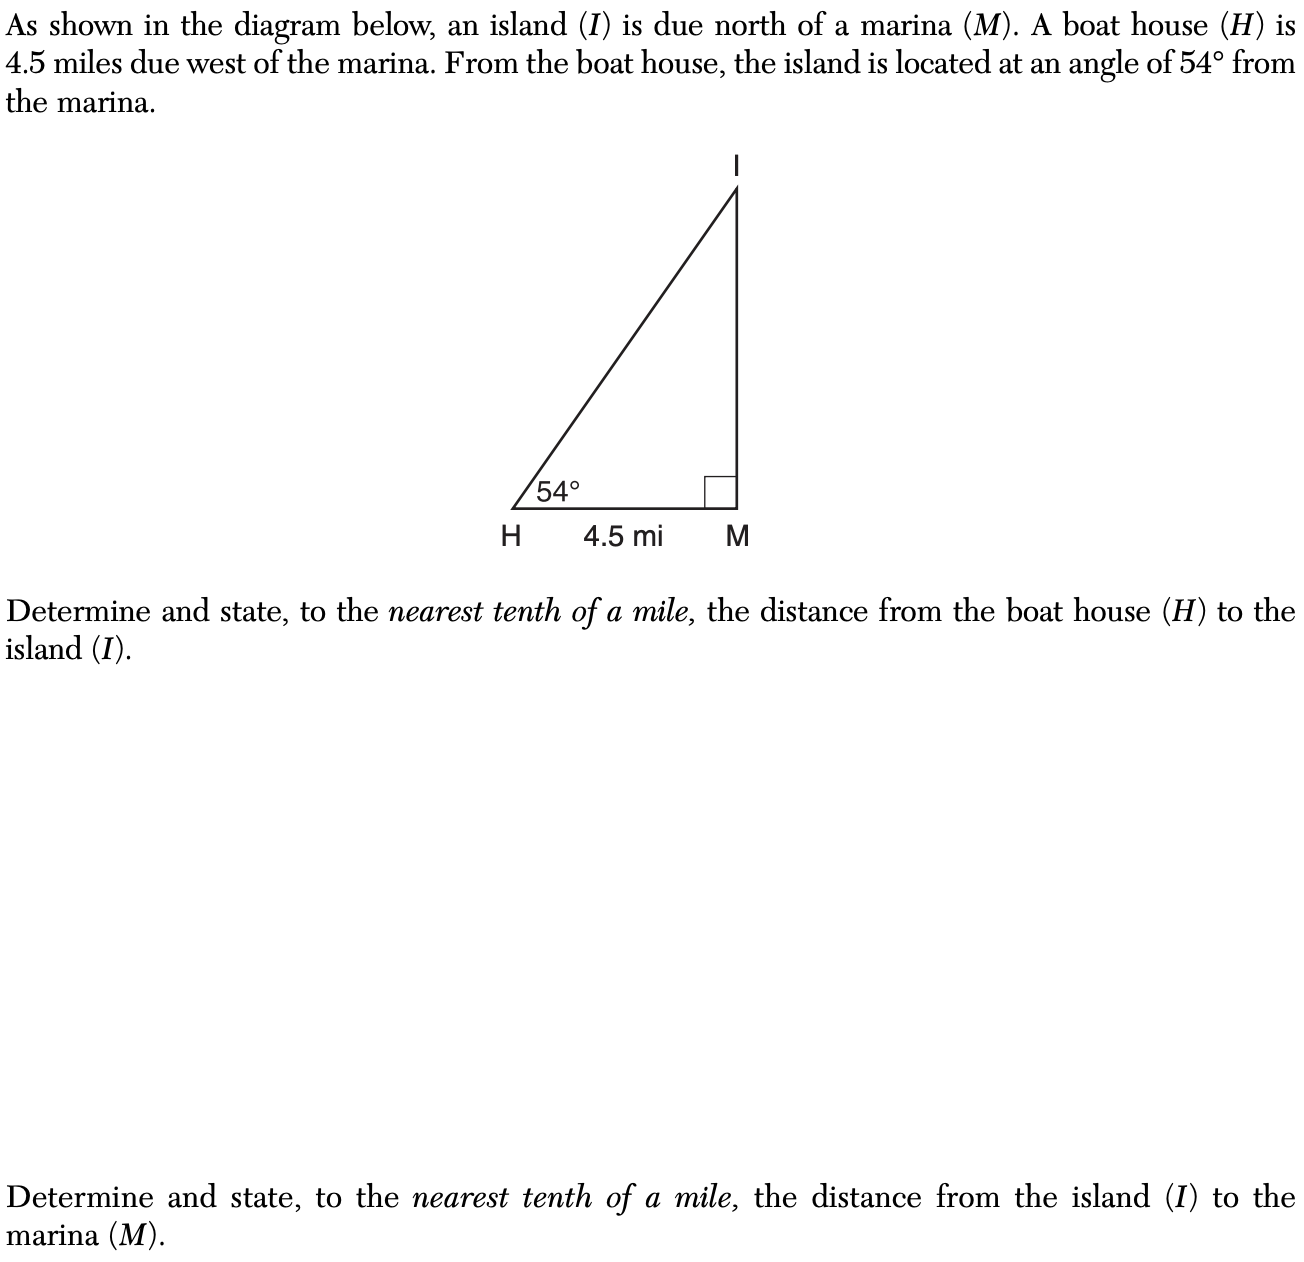 As shown in the diagram below, an island (I) is due north of a marina (M). A boat house (H) is
4.5 miles due west of the marina. From the boat house, the island is located at an angle of 54° from
the marina.
I
54°
H 4.5 mi M
Determine and state, to the nearest tenth of a mile, the distance from the boat house (H) to the
island (I).
Determine and state, to the nearest tenth of a mile, the distance from the island (I) to the
marina (M).